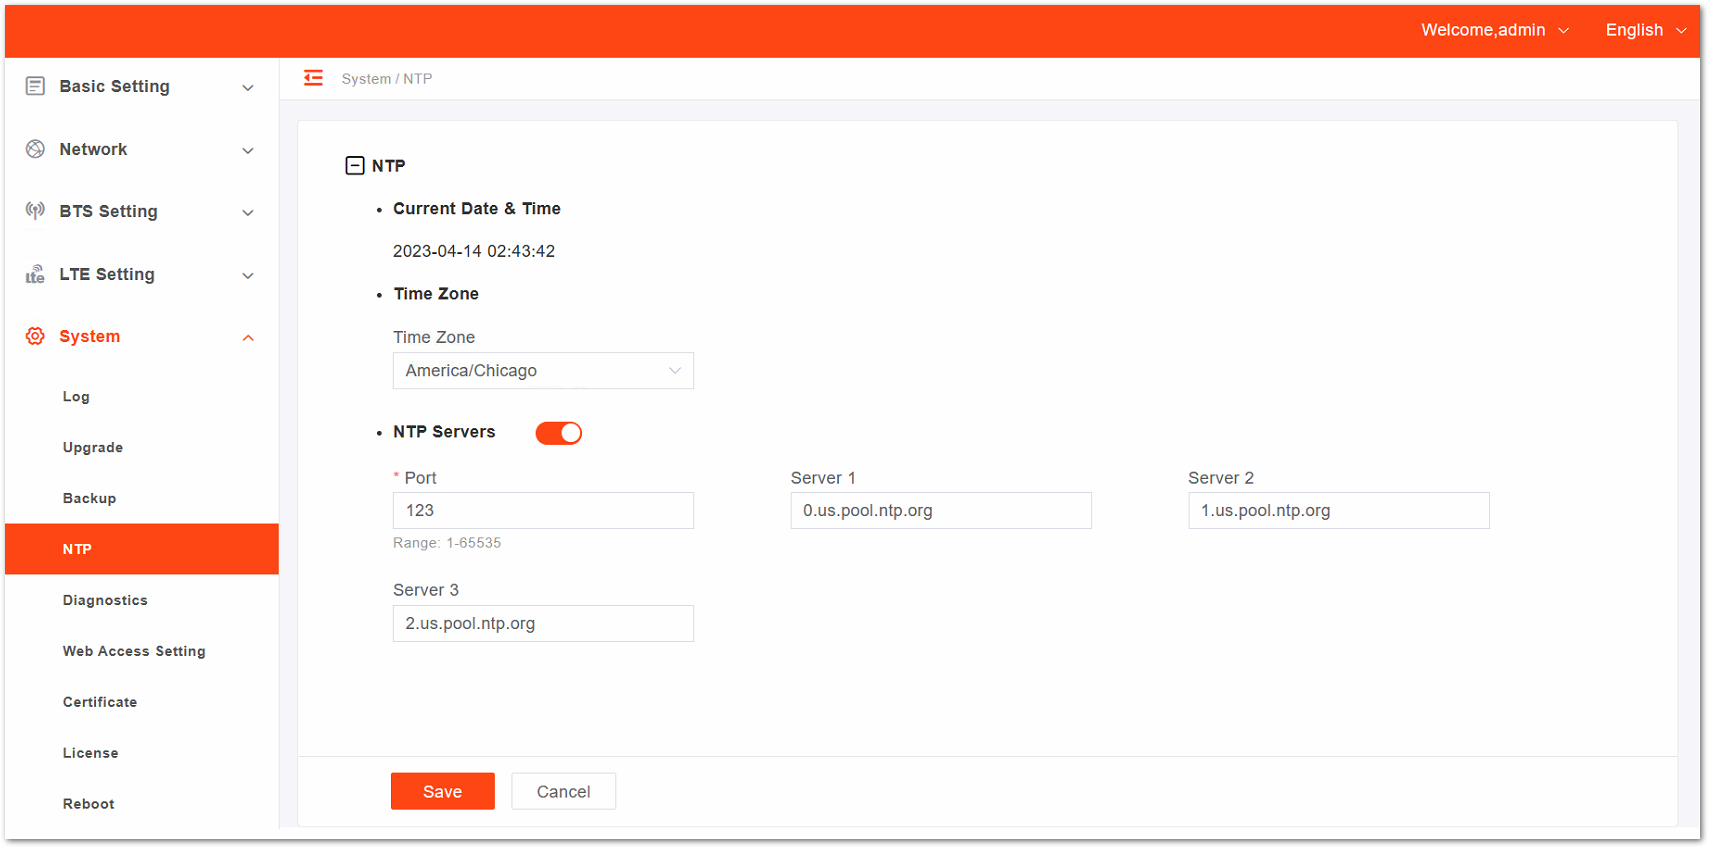 Welcome,admin
English
Basic Setting
Network
BTS Setting
LTE Setting
System
Log
Upgrade
Backup
NTP
Diagnostics
Web Access Setting
Certificate
License
Reboot
System / NTP
NTP
Current Date & Time
2023-04-14 02:43:42
Time Zone
Time Zone
America/Chicago
NTP Servers
* Port
123
Range: 1-65535
Server 1
0.us.pool.ntp.org
Server 2
1.us.pool.ntp.org
Server 3
2.us.pool.ntp.org
Save
Cancel